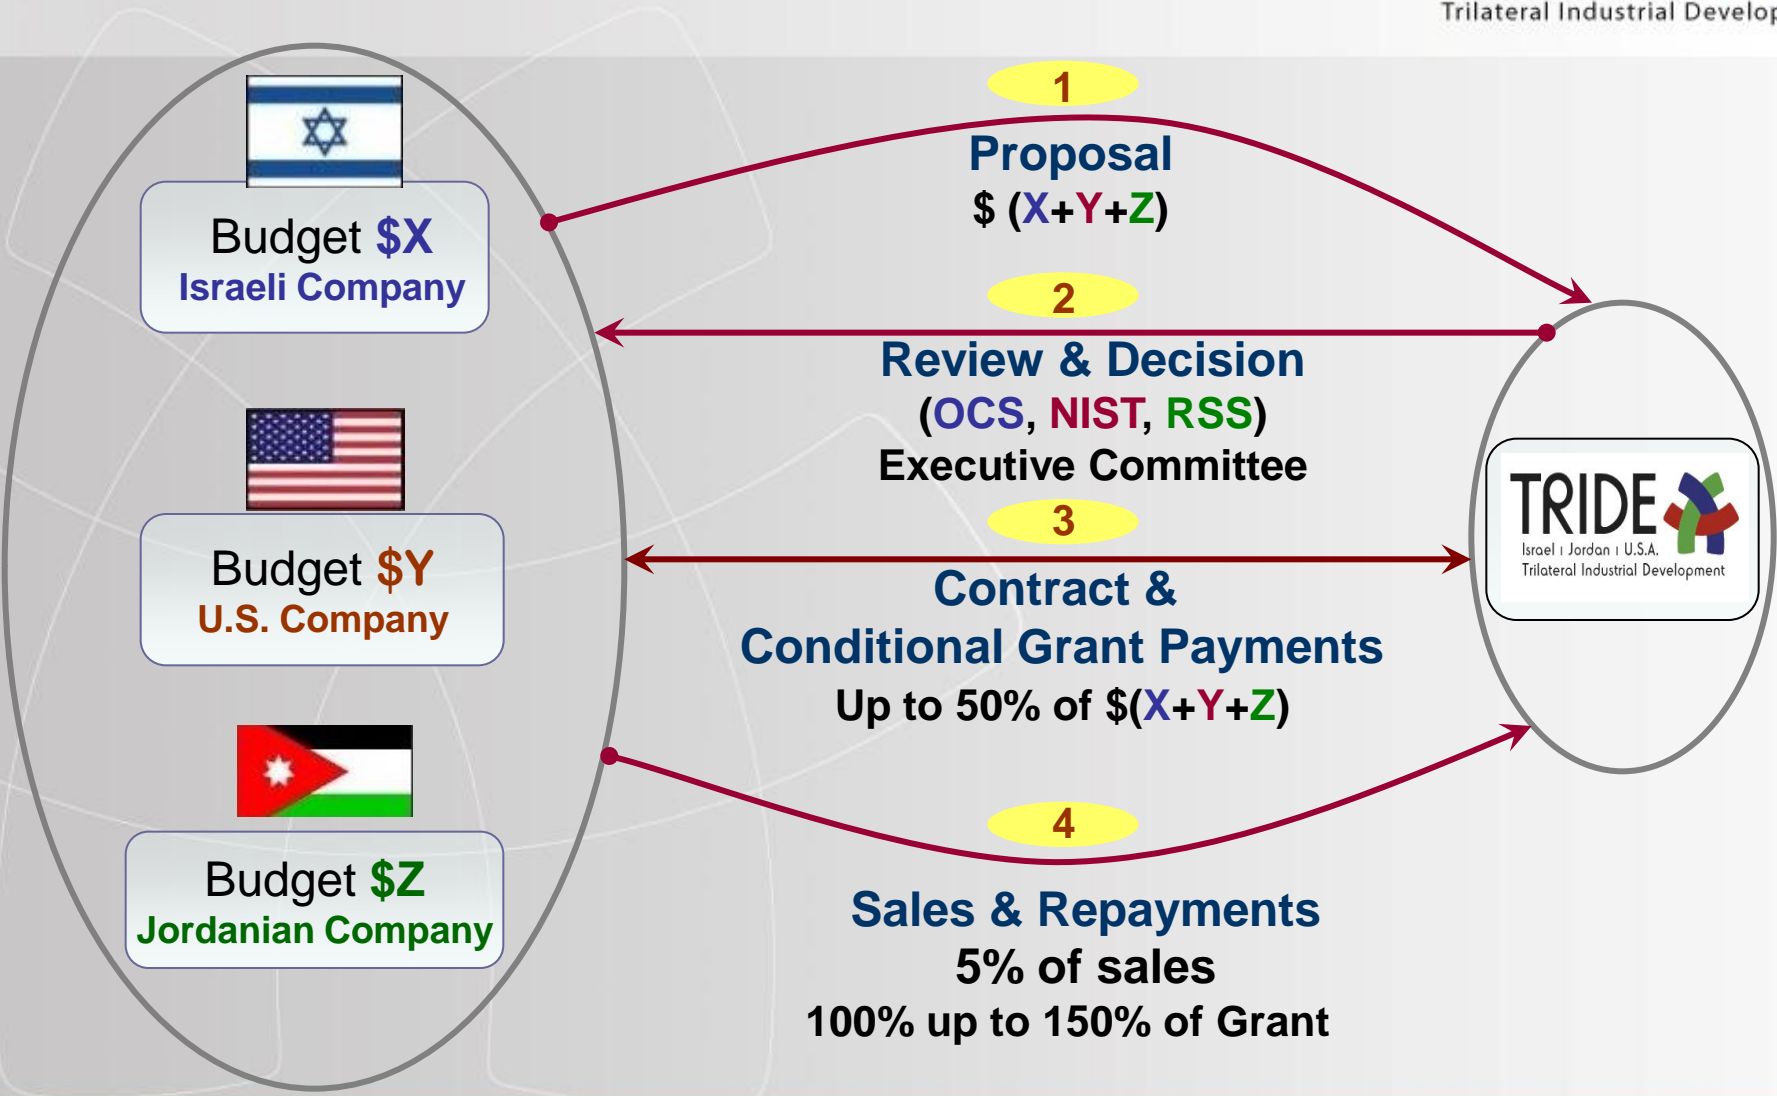 Trilateral Industrial Develop
Budget $X
Israeli Company
Budget $Y
U.S. Company
Budget $Z
Jordanian Company
1
Proposal
$ (X+Y+Z)
2
Review & Decision
(OCS, NIST, RSS)
Executive Committee
3
Contract &
Conditional Grant Payments
Up to 50% of $(X+Y+Z)
4
Sales & Repayments
5% of sales
100% up to 150% of Grant
TRIDE
Israel | Jordan | U.S.A.
Trilateral Industrial Development